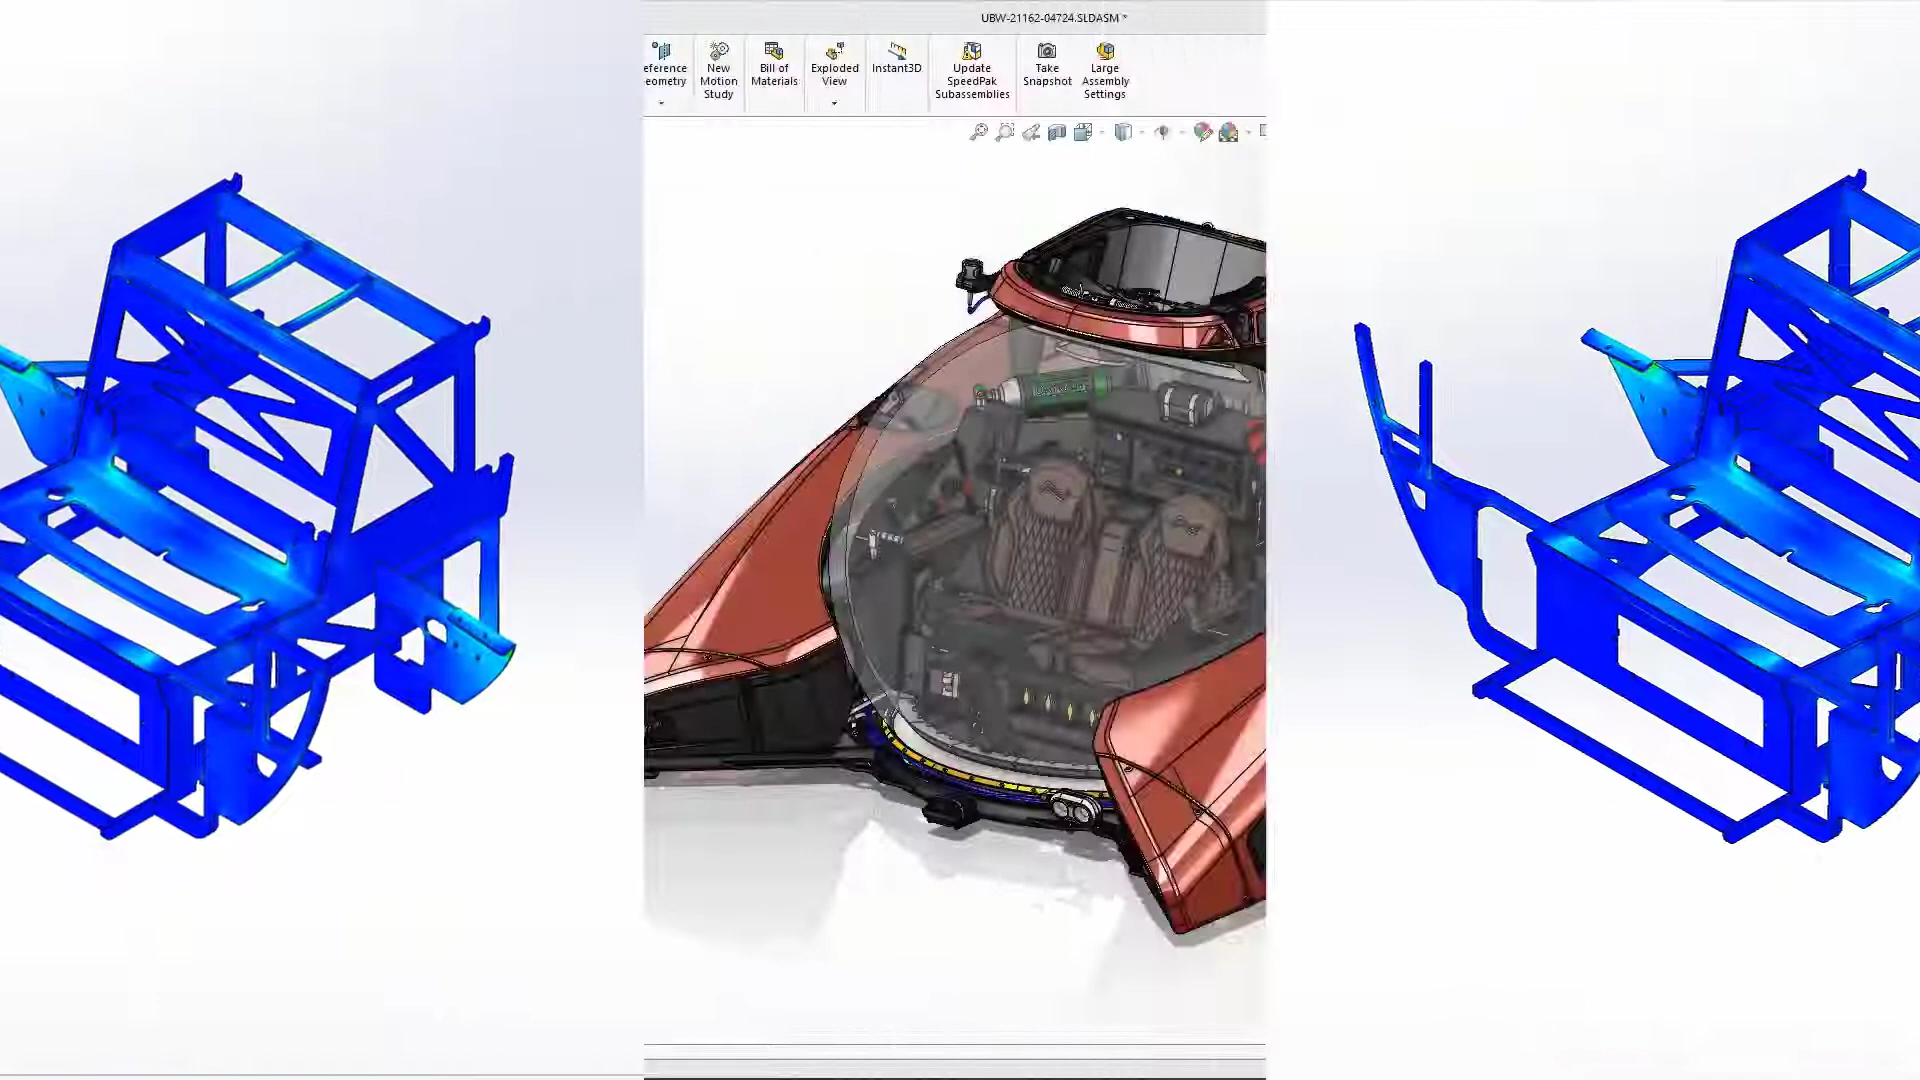 UBW-21162-04724.SLDASM *
eference
eometry
New
Motion
Study
Bill of
Materials
Exploded
View
Instant3D
Update
SpeedPak
Subassemblies
Take
Snapshot
Large
Assembly
Settings